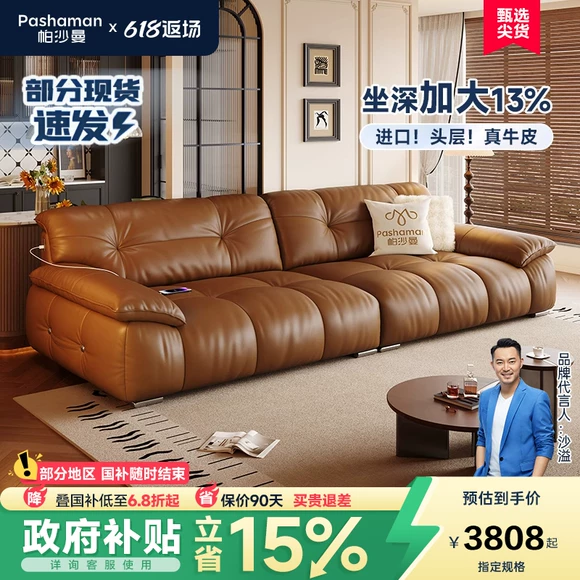 Pashaman
帕沙曼
x 618返场
甄选
尖货
部分现货
速发
坐深加大13%
进口！头层！真牛皮
Pashaman
帕沙曼
品牌代言人：沙溢
部分地区 国补随时结束
降 叠国补低至6.8折起 省 保价90天 买贵退差
政府补贴
详询客服使用
立省15%
预估到手价
¥3808起
指定规格